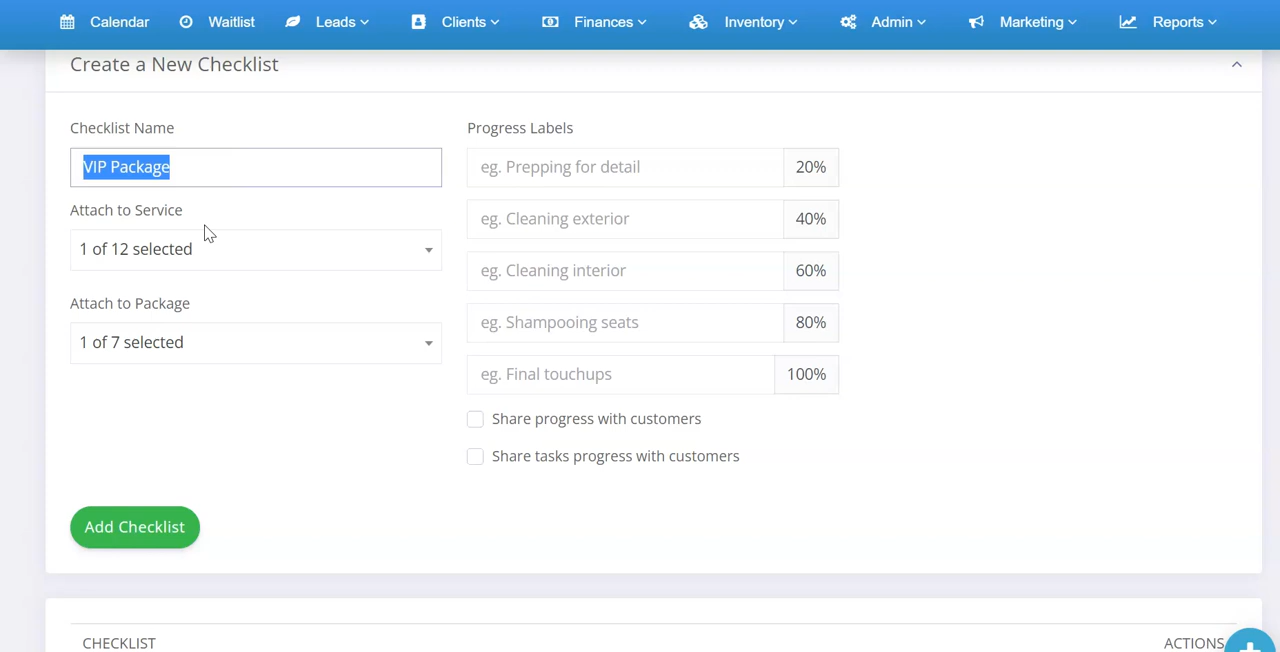 Calendar Waitlist Leads Clients Finances Inventory Admin Marketing Reports
Create a New Checklist
Checklist Name
VIP Package
Attach to Service
1 of 12 selected
Attach to Package
1 of 7 selected
Progress Labels
eg. Prepping for detail 20%
eg. Cleaning exterior 40%
eg. Cleaning interior 60%
eg. Shampooing seats 80%
eg. Final touchups 100%
Share progress with customers
Share tasks progress with customers
Add Checklist
CHECKLIST ACTIONS